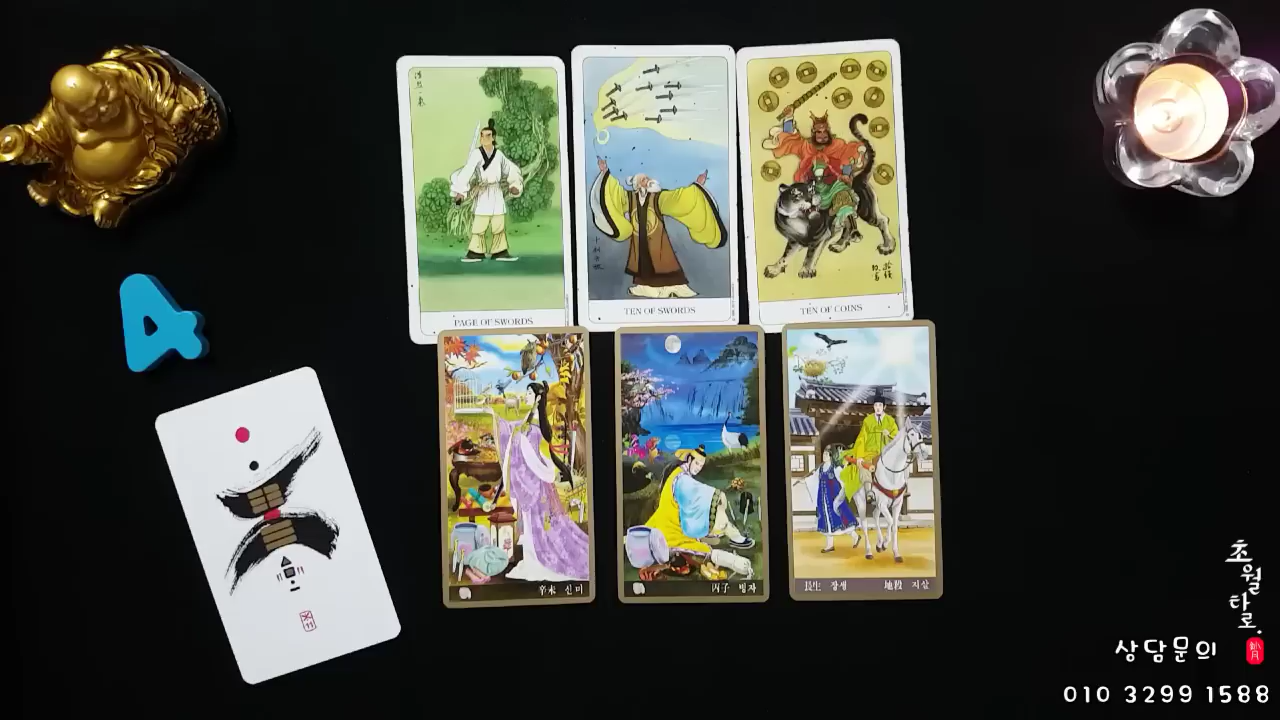 PAGE OF SWORDS
TEN OF SWORDS
TEN OF COINS
4
辛未 신미
丙子 병자
長生 장생 地殺 지살
초월
타로.
상담문의
010 3299 1588